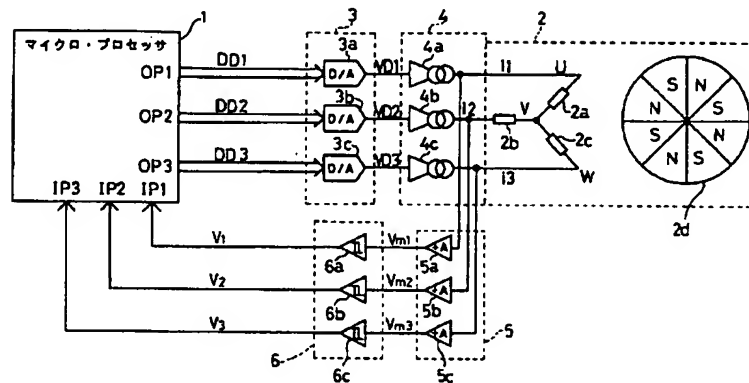 1
マイクロ・プロセッサ
OP1
OP2
OP3
IP3 IP2 IP1
DD1
DD2
DD3
3
3a
D/A
3b
D/A
3c
D/A
VD1
VD2
VD3
4
4a
4b
4c
2
i1
i2
i3
U
V
W
2a
2b
2c
S N
N S
S N
N S
2d
V1
V2
V3
6a
6b
6c
6
Vm1
Vm2
Vm3
÷A
5a
÷A
5b
÷A
5c
5